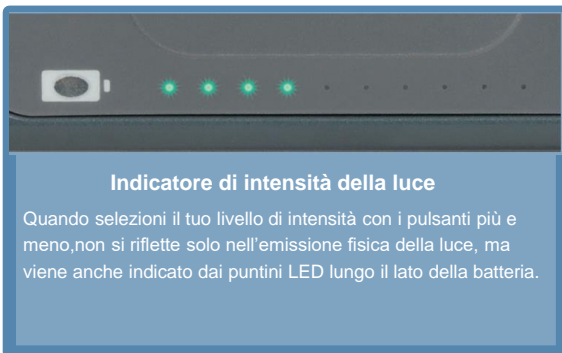 Indicatore di intensità della luce
Quando selezioni il tuo livello di intensità con i pulsanti più e
meno,non si riflette solo nell'emissione fisica della luce, ma
viene anche indicato dai puntini LED lungo il lato della batteria.